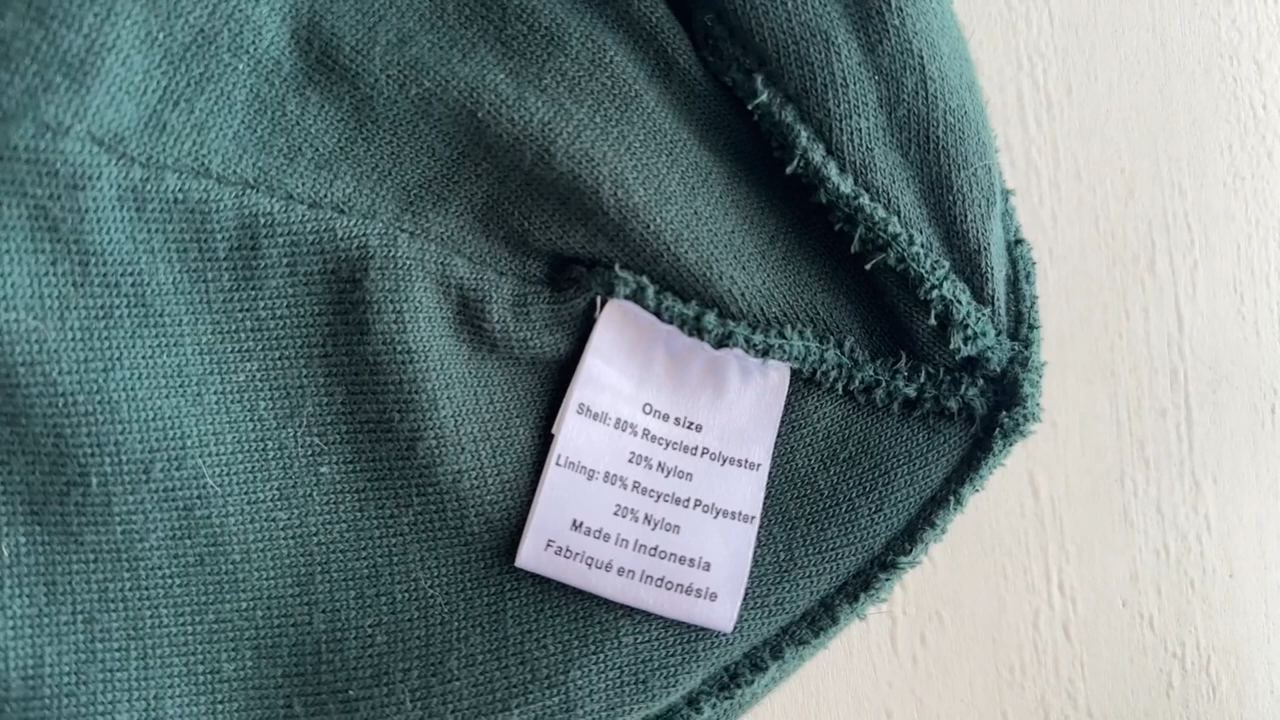 One size
Shell: 80% Recycled Polyester
20% Nylon
Lining: 80% Recycled Polyester
20% Nylon
Made in Indonesia
Fabriqué en Indonésie